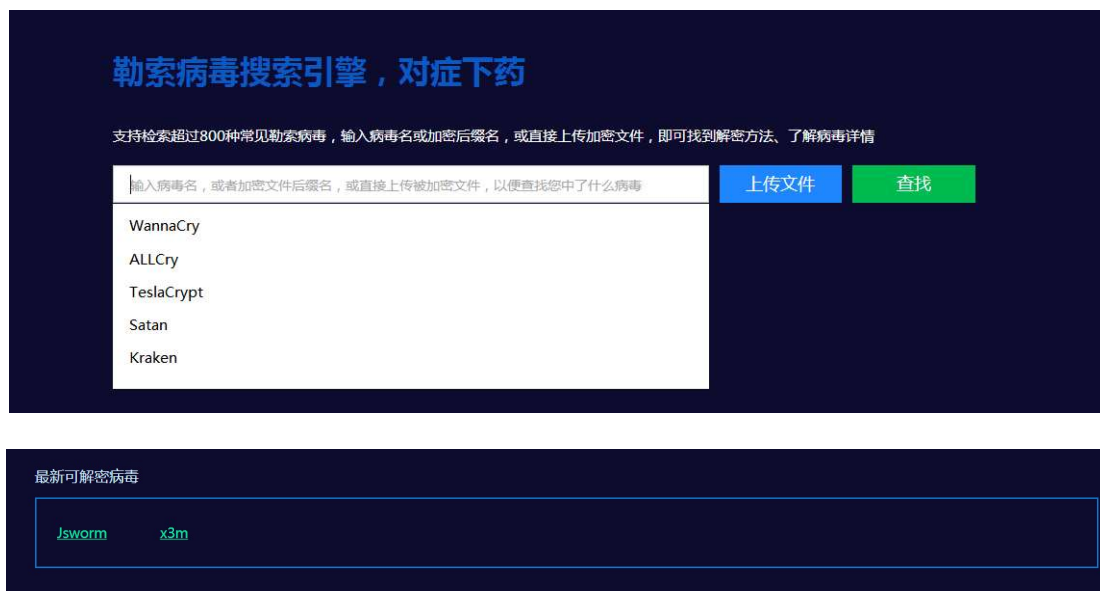 勒索病毒搜索引擎，对症下药
支持检索超过800种常见勒索病毒，输入病毒名或加密后缀名，或直接上传加密文件，即可找到解密方法、了解病毒详情
输入病毒名，或者加密文件后缀名，或直接上传被加密文件，以便查找您中了什么病毒 上传文件 查找
WannaCry
ALLCry
TeslaCrypt
Satan
Kraken
最新可解密病毒
Jsworm x3m